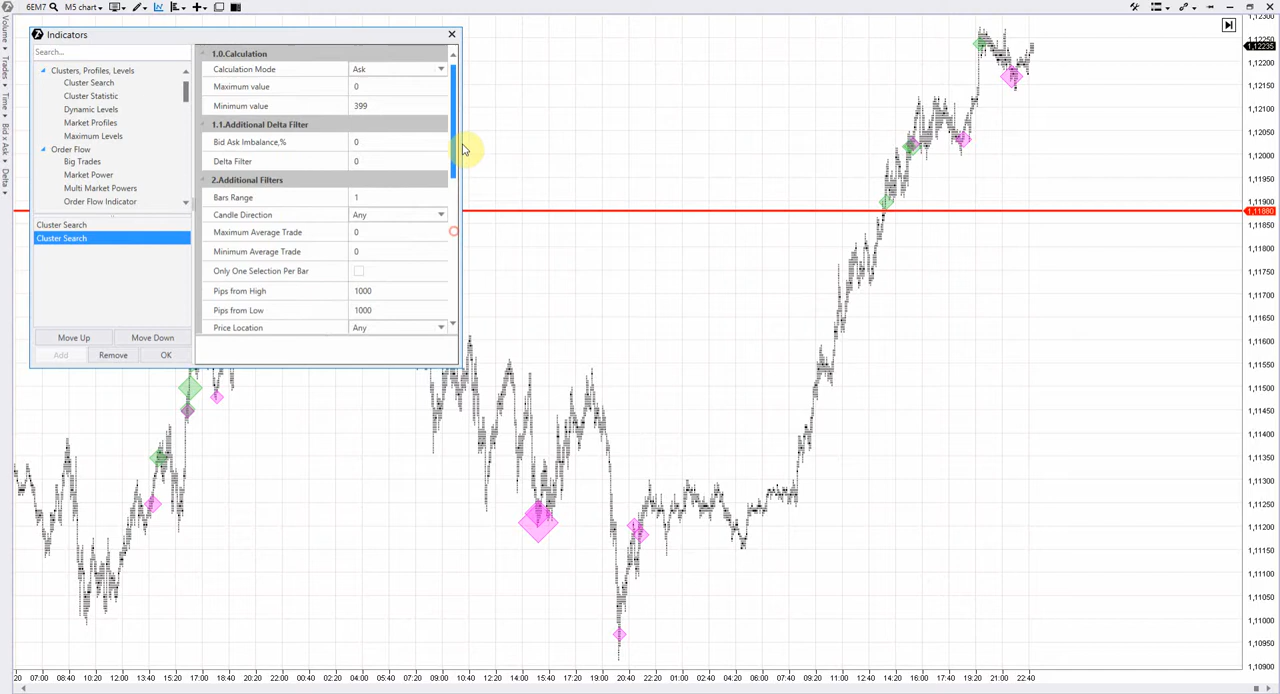 6EM7 M5 chart
Volume
Trades
Time
Bid x Ask
Delta
Indicators
Search...
Clusters, Profiles, Levels
Cluster Search
Cluster Statistic
Dynamic Levels
Market Profiles
Maximum Levels
Order Flow
Big Trades
Market Power
Multi Market Powers
Order Flow Indicator
Cluster Search
Cluster Search
Move Up Move Down
Add Remove OK
1.0.Calculation
Calculation Mode Ask
Maximum value 0
Minimum value 399
1.1.Additional Delta Filter
Bid Ask Imbalance,% 0
Delta Filter 0
2.Additional Filters
Bars Range 1
Candle Direction Any
Maximum Average Trade 0
Minimum Average Trade 0
Only One Selection Per Bar
Pips from High 1000
Pips from Low 1000
Price Location Any
1,12300
1,12250
1,12235
1,12200
1,12150
1,12100
1,12050
1,12000
1,11950
1,11900
1,11880
1,11850
1,11800
1,11750
1,11700
1,11650
1,11600
1,11550
1,11500
1,11450
1,11400
1,11350
1,11300
1,11250
1,11200
1,11150
1,11100
1,11050
1,11000
1,10950
1,10900
:20 07:00 08:40 10:20 12:00 13:40 15:20 17:00 18:40 20:20 22:00 00:40 02:20 04:00 05:40 07:20 09:00 10:40 12:20 14:00 15:40 17:20 19:00 20:40 22:20 01:00 02:40 04:20 06:00 07:40 09:20 11:00 12:40 14:20 16:00 17:40 19:20 21:00 22:40